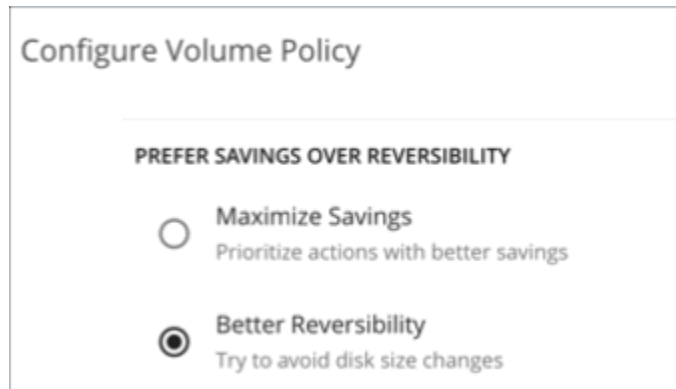 Configure Volume Policy
PREFER SAVINGS OVER REVERSIBILITY
Maximize Savings
Prioritize actions with better savings
Better Reversibility
Try to avoid disk size changes